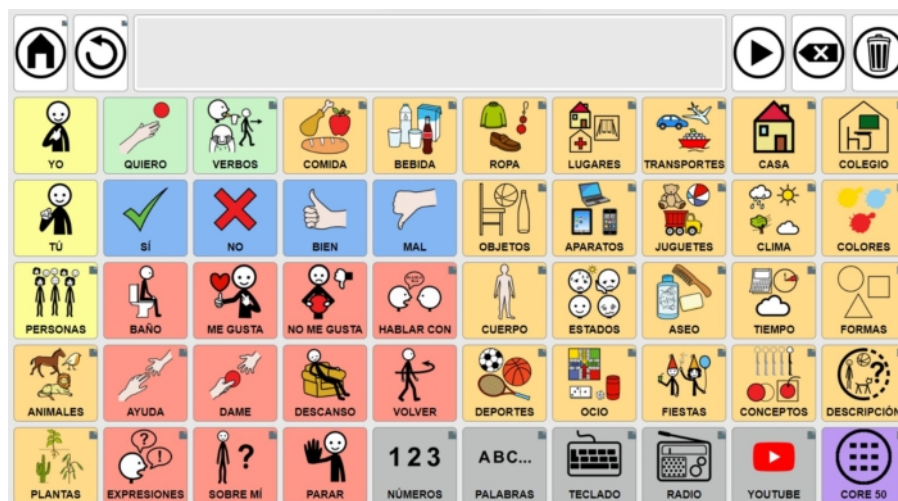 YO
QUIERO
VERBOS
COMIDA
BEBIDA
ROPA
LUGARES
TRANSPORTES
CASA
COLEGIO
TÚ
SÍ
NO
BIEN
MAL
OBJETOS
APARATOS
JUGUETES
CLIMA
COLORES
PERSONAS
BAÑO
ME GUSTA
NO ME GUSTA
HABLAR CON
CUERPO
ESTADOS
ASEO
TIEMPO
FORMAS
ANIMALES
AYUDA
DAME
DESCANSO
VOLVER
DEPORTES
OCIO
FIESTAS
CONCEPTOS
DESCRIPCIÓN
PLANTAS
EXPRESIONES
SOBRE MÍ
PARAR
1 2 3
NÚMEROS
ABC...
PALABRAS
TECLADO
RADIO
YOUTUBE
CORE 50